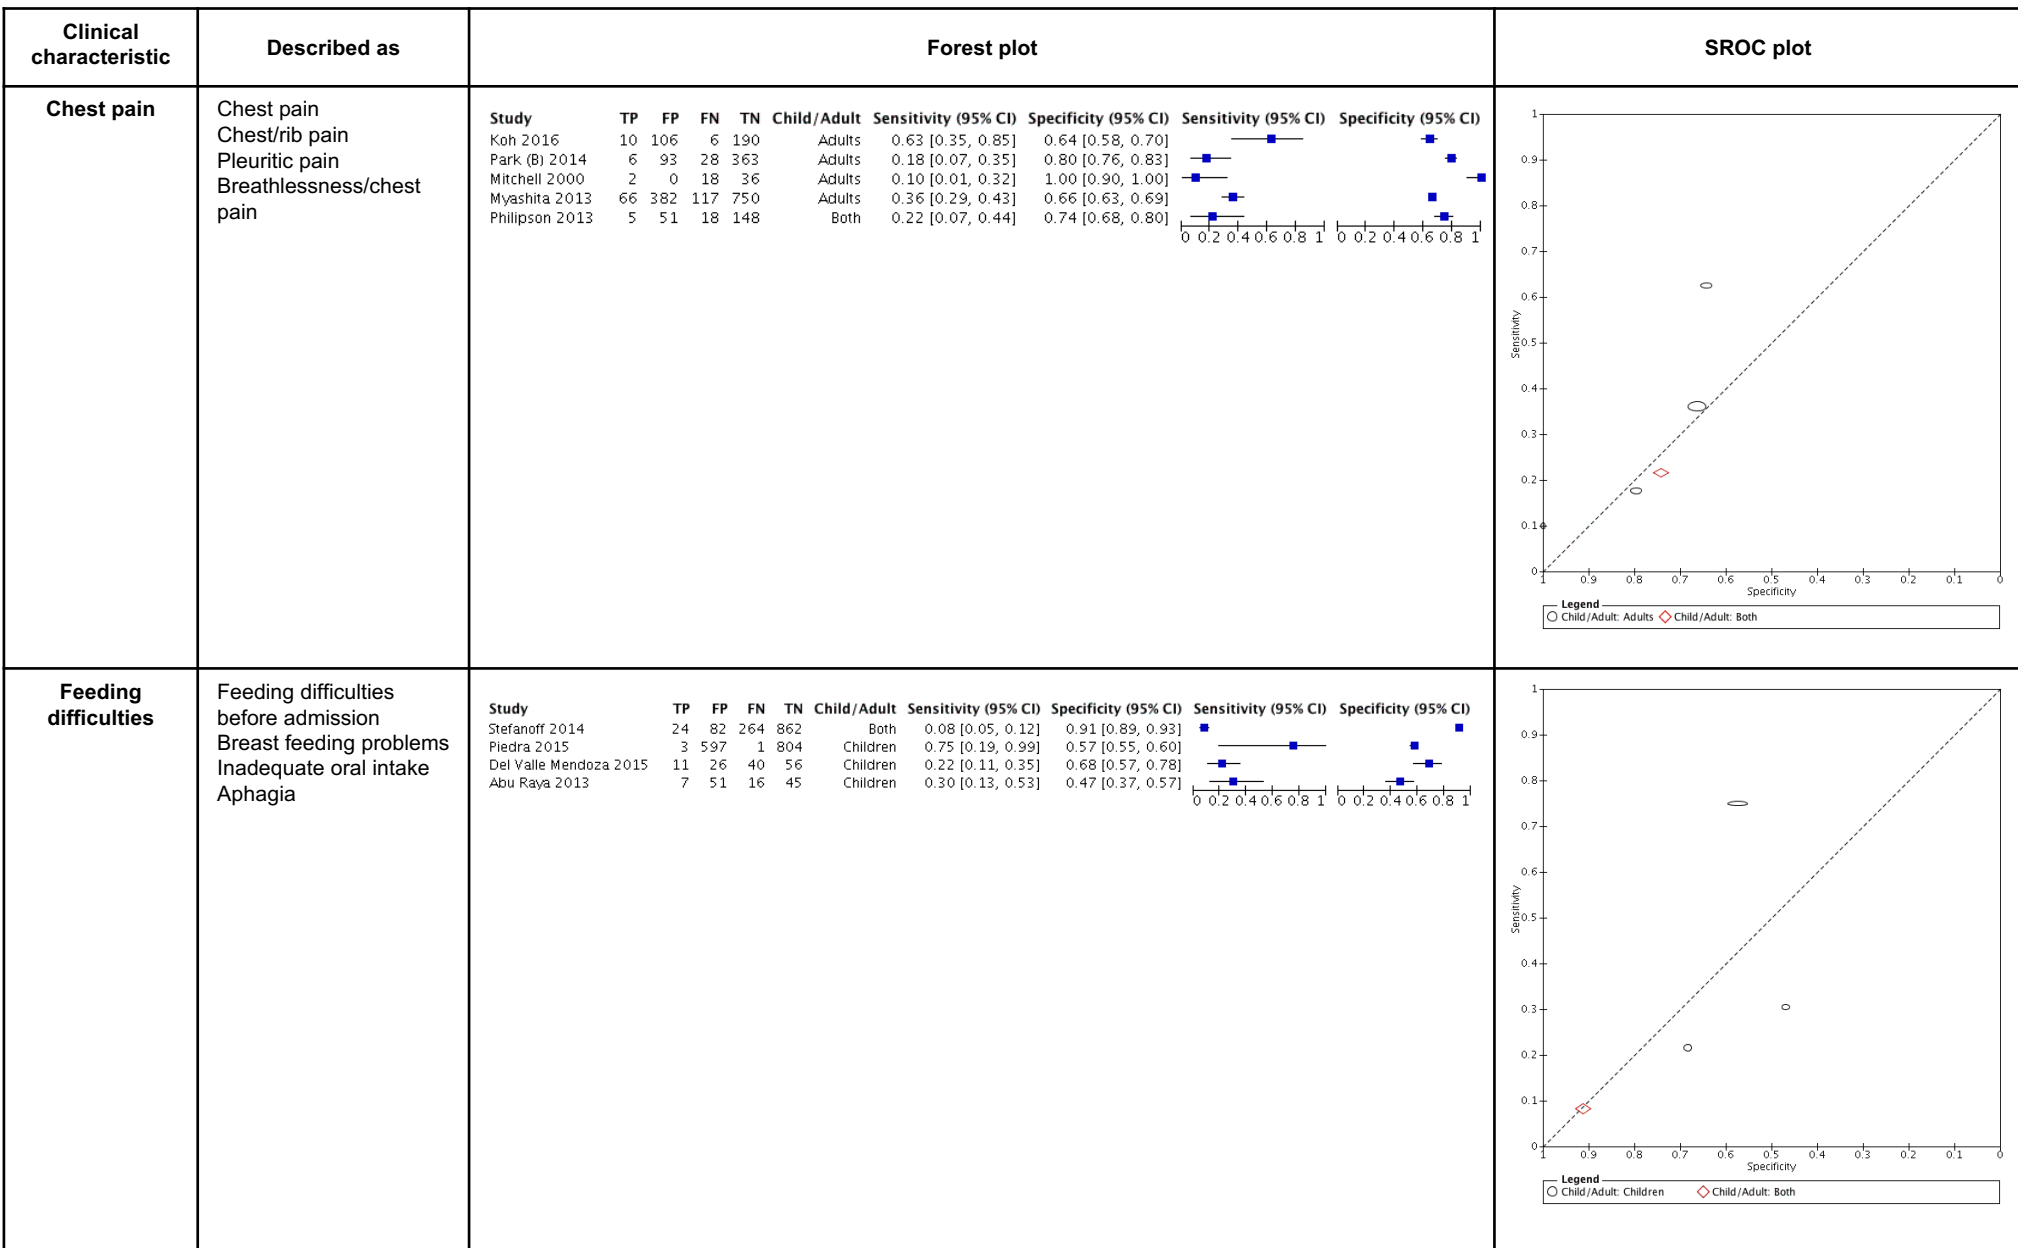 Clinical characteristic
Described as
Forest plot
SROC plot
Chest pain
Chest pain
Chest/rib pain
Pleuritic pain
Breathlessness/chest
pain
Study TP FP FN TN Child/Adult Sensitivity (95% CI) Specificity (95% CI) Sensitivity (95% CI) Specificity (95% CI)
Koh 2016 10 106 6 190 Adults 0.63 [0.35, 0.85] 0.64 [0.58, 0.70]
Park (B) 2014 6 93 28 363 Adults 0.18 [0.07, 0.35] 0.80 [0.76, 0.83]
Mitchell 2000 2 0 18 36 Adults 0.10 [0.01, 0.32] 1.00 [0.90, 1.00]
Myashita 2013 66 382 117 750 Adults 0.36 [0.29, 0.43] 0.66 [0.63, 0.69]
Philipson 2013 5 51 18 148 Both 0.22 [0.07, 0.44] 0.74 [0.68, 0.80]
0 0.2 0.4 0.6 0.8 1 0 0.2 0.4 0.6 0.8 1
1
0.9
0.8
0.7
0.6
Sensitivity
0.5
0.4
0.3
0.2
0.1
0
1 0.9 0.8 0.7 0.6 0.5 0.4 0.3 0.2 0.1 0
Specificity
Legend
Child/Adult: Adults Child/Adult: Both
Feeding
difficulties
Feeding difficulties
before admission
Breast feeding problems
Inadequate oral intake
Aphagia
Study TP FP FN TN Child/Adult Sensitivity (95% CI) Specificity (95% CI) Sensitivity (95% CI) Specificity (95% CI)
Stefanoff 2014 24 82 264 862 Both 0.08 [0.05, 0.12] 0.91 [0.89, 0.93]
Piedra 2015 3 597 1 804 Children 0.75 [0.19, 0.99] 0.57 [0.55, 0.60]
Del Valle Mendoza 2015 11 26 40 56 Children 0.22 [0.11, 0.35] 0.68 [0.57, 0.78]
Abu Raya 2013 7 51 16 45 Children 0.30 [0.13, 0.53] 0.47 [0.37, 0.57]
0 0.2 0.4 0.6 0.8 1 0 0.2 0.4 0.6 0.8 1
1
0.9
0.8
0.7
0.6
Sensitivity
0.5
0.4
0.3
0.2
0.1
0
1 0.9 0.8 0.7 0.6 0.5 0.4 0.3 0.2 0.1 0
Specificity
Legend
Child/Adult: Children Child/Adult: Both